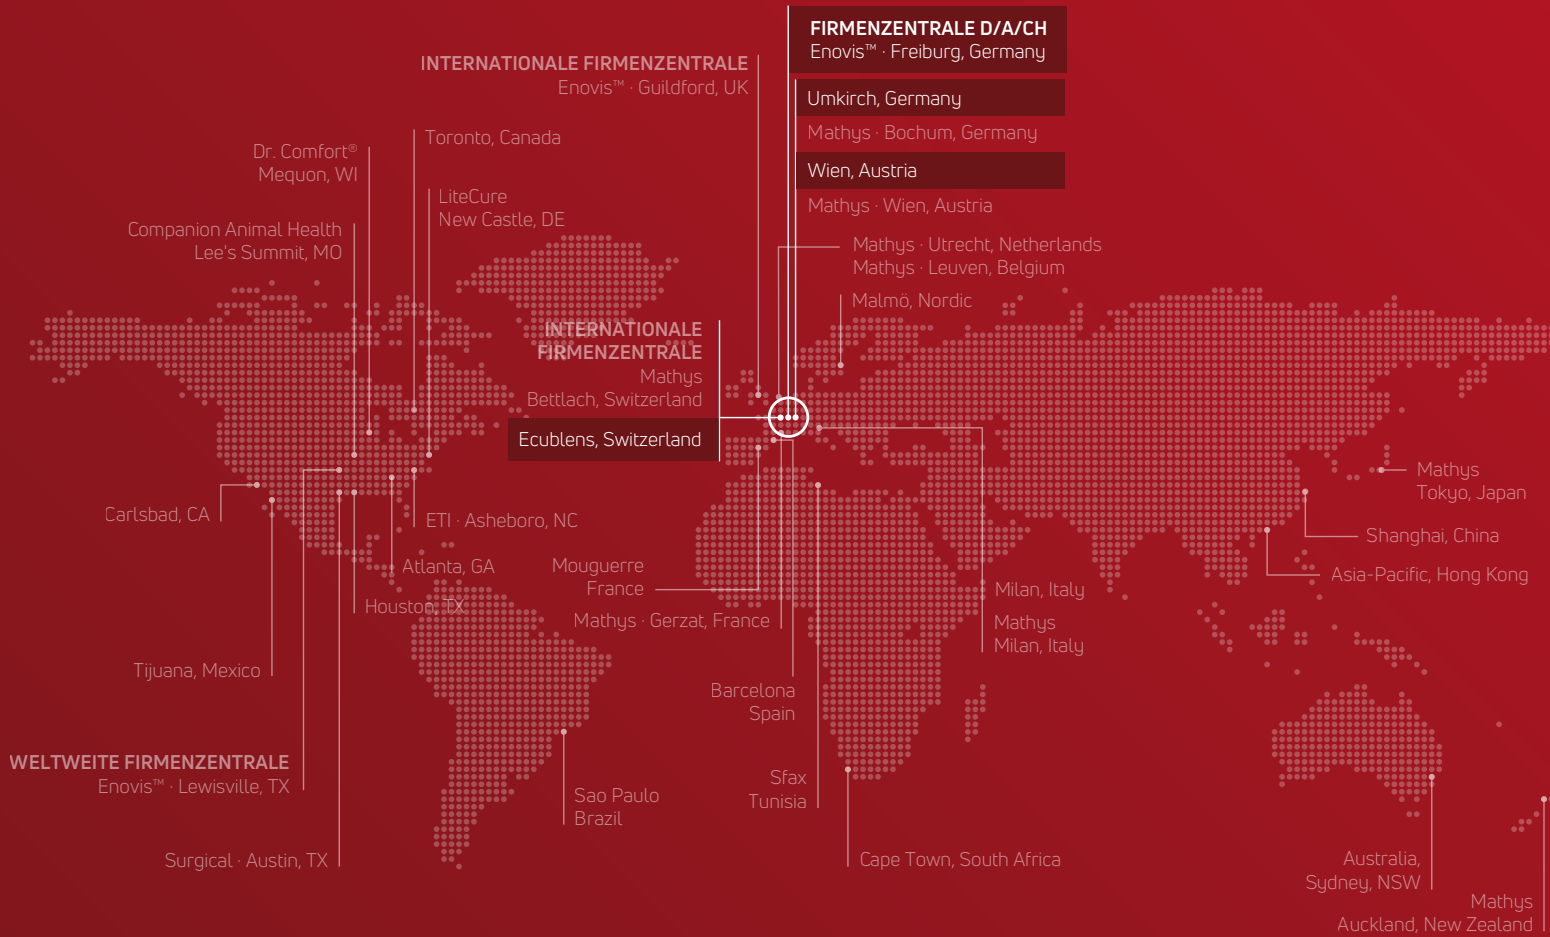 FIRMENZENTRALE D/A/CH
Enovis™ · Freiburg, Germany
INTERNATIONALE FIRMENZENTRALE
Enovis™ · Guildford, UK
Umkirch, Germany
Mathys · Bochum, Germany
Wien, Austria
Mathys · Wien, Austria
Toronto, Canada
Dr. Comfort®
Mequon, WI
LiteCure
New Castle, DE
Companion Animal Health
Lee's Summit, MO
Mathys · Utrecht, Netherlands
Mathys · Leuven, Belgium
Malmö, Nordic
INTERNATIONALE
FIRMENZENTRALE
Mathys
Bettlach, Switzerland
Ecublens, Switzerland
Mathys
Tokyo, Japan
Carlsbad, CA
ETI · Asheboro, NC
Shanghai, China
Atlanta, GA
Mouguerre
France
Asia-Pacific, Hong Kong
Houston, TX
Mathys · Gerzat, France
Milan, Italy
Mathys
Milan, Italy
Tijuana, Mexico
Barcelona
Spain
WELTWEITE FIRMENZENTRALE
Enovis™ · Lewisville, TX
Sfax
Tunisia
Sao Paulo
Brazil
Surgical · Austin, TX
Cape Town, South Africa
Australia,
Sydney, NSW
Mathys
Auckland, New Zealand